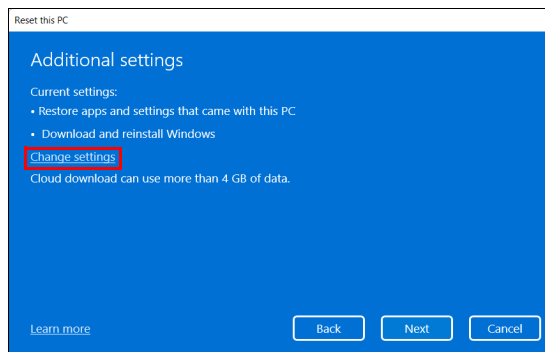 Reset this PC
Additional settings
Current settings:
• Restore apps and settings that came with this PC
• Download and reinstall Windows
Change settings
Cloud download can use more than 4 GB of data.
Learn more
Back
Next
Cancel